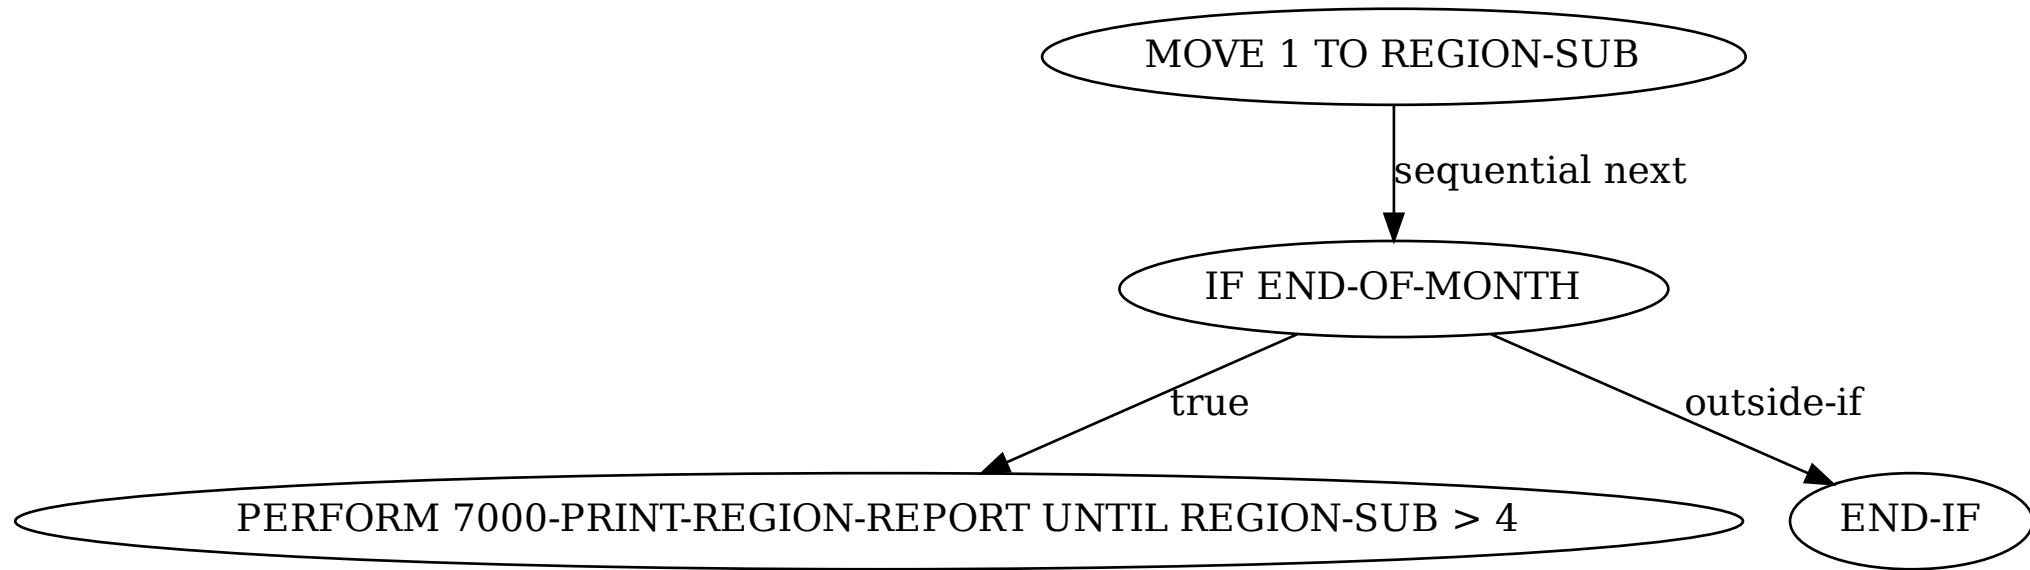 MOVE 1 TO REGION-SUB
sequential next
IF END-OF-MONTH
true
outside-if
PERFORM 7000-PRINT-REGION-REPORT UNTIL REGION-SUB > 4
END-IF